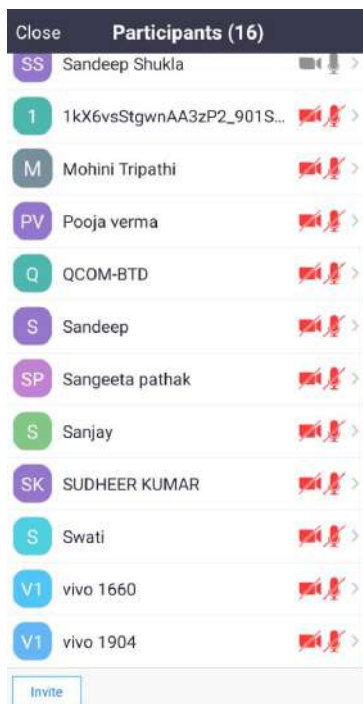 Close Participants (16)
SS Sandeep Shukla
1 1kX6vsStgwnAA3zP2_901S...
M Mohini Tripathi
PV Pooja verma
Q QCOM-BTD
S Sandeep
SP Sangeeta pathak
S Sanjay
SK SUDHEER KUMAR
S Swati
V1 vivo 1660
V1 vivo 1904
Invite